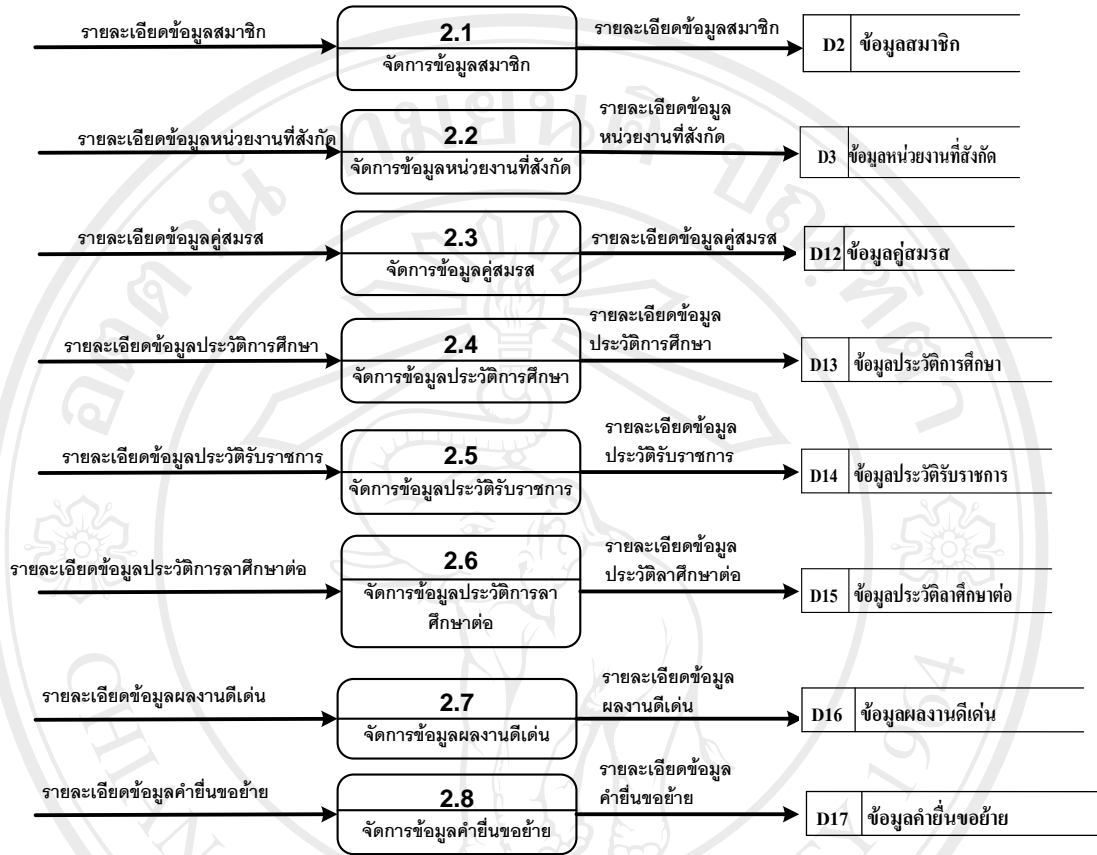 รายละเอียดข้อมูลสมาชิก
2.1
จัดการข้อมูลสมาชิก
รายละเอียดข้อมูลสมาชิก
D2 ข้อมูลสมาชิก
รายละเอียดข้อมูลหน่วยงานที่สังกัด
2.2
จัดการข้อมูลหน่วยงานที่สังกัด
รายละเอียดข้อมูล
หน่วยงานที่สังกัด
D3 ข้อมูลหน่วยงานที่สังกัด
รายละเอียดข้อมูลคู่สมรส
2.3
จัดการข้อมูลคู่สมรส
รายละเอียดข้อมูลคู่สมรส
D12 ข้อมูลคู่สมรส
รายละเอียดข้อมูลประวัติการศึกษา
2.4
จัดการข้อมูลประวัติการศึกษา
รายละเอียดข้อมูล
ประวัติการศึกษา
D13 ข้อมูลประวัติการศึกษา
รายละเอียดข้อมูลประวัติรับราชการ
2.5
จัดการข้อมูลประวัติรับราชการ
รายละเอียดข้อมูล
ประวัติรับราชการ
D14 ข้อมูลประวัติรับราชการ
รายละเอียดข้อมูลประวัติการลาศึกษาต่อ
2.6
จัดการข้อมูลประวัติการลา
ศึกษาต่อ
รายละเอียดข้อมูล
ประวัติลาศึกษาต่อ
D15 ข้อมูลประวัติลาศึกษาต่อ
รายละเอียดข้อมูลผลงานดีเด่น
2.7
จัดการข้อมูลผลงานดีเด่น
รายละเอียดข้อมูล
ผลงานดีเด่น
D16 ข้อมูลผลงานดีเด่น
รายละเอียดข้อมูลคำยื่นขอย้าย
2.8
จัดการข้อมูลคำยื่นขอย้าย
รายละเอียดข้อมูล
คำยื่นขอย้าย
D17 ข้อมูลคำยื่นขอย้าย
1964